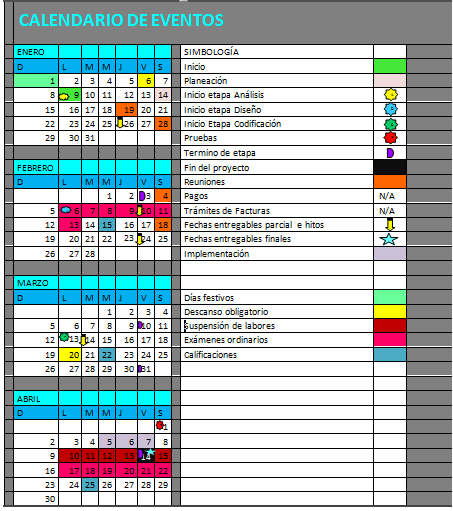 CALENDARIO DE EVENTOS
ENERO SIMBOLOGÍA
D L M M J V S Inicio
1 2 3 4 5 6 7 Planeación
8 9 10 11 12 13 14 Inicio etapa Análisis
15 16 17 18 19 20 21 Inicio etapa Diseño
22 23 24 25 26 27 28 Inicio Etapa Codificación
29 30 31 Pruebas
Termino de etapa
FEBRERO Fin del proyecto
D L M M J V S Reuniones
1 2 3 4 Pagos N/A
5 6 7 8 9 10 11 Trámites de Facturas N/A
12 13 14 15 16 17 18 Fechas entregables parcial e hitos
19 20 21 22 23 24 25 Fechas entregables finales
26 27 28 Implementación
MARZO
D L M M J V S Días festivos
1 2 3 4 Descanso obligatorio
5 6 7 8 9 10 11 Suspensión de labores
12 13 14 15 16 17 18 Exámenes ordinarios
19 20 21 22 23 24 25 Calificaciones
26 27 28 29 30 31
ABRIL
D L M M J V S
1
2 3 4 5 6 7 8
9 10 11 12 13 14 15
16 17 18 19 20 21 22
23 24 25 26 27 28 29
30